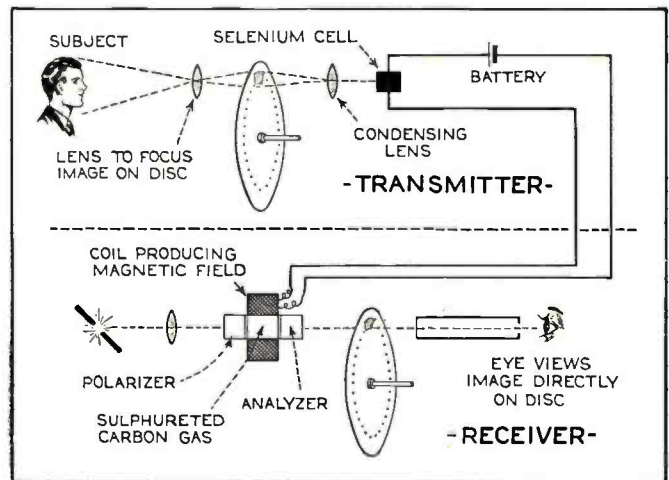 SUBJECT
SELENIUM CELL
BATTERY
LENS TO FOCUS
IMAGE ON DISC
CONDENSING
LENS
-TRANSMITTER-
COIL PRODUCING
MAGNETIC FIELD
POLARIZER
SULPHURETED
CARBON GAS
ANALYZER
EYE VIEWS
IMAGE DIRECTLY
ON DISC
-RECEIVER-